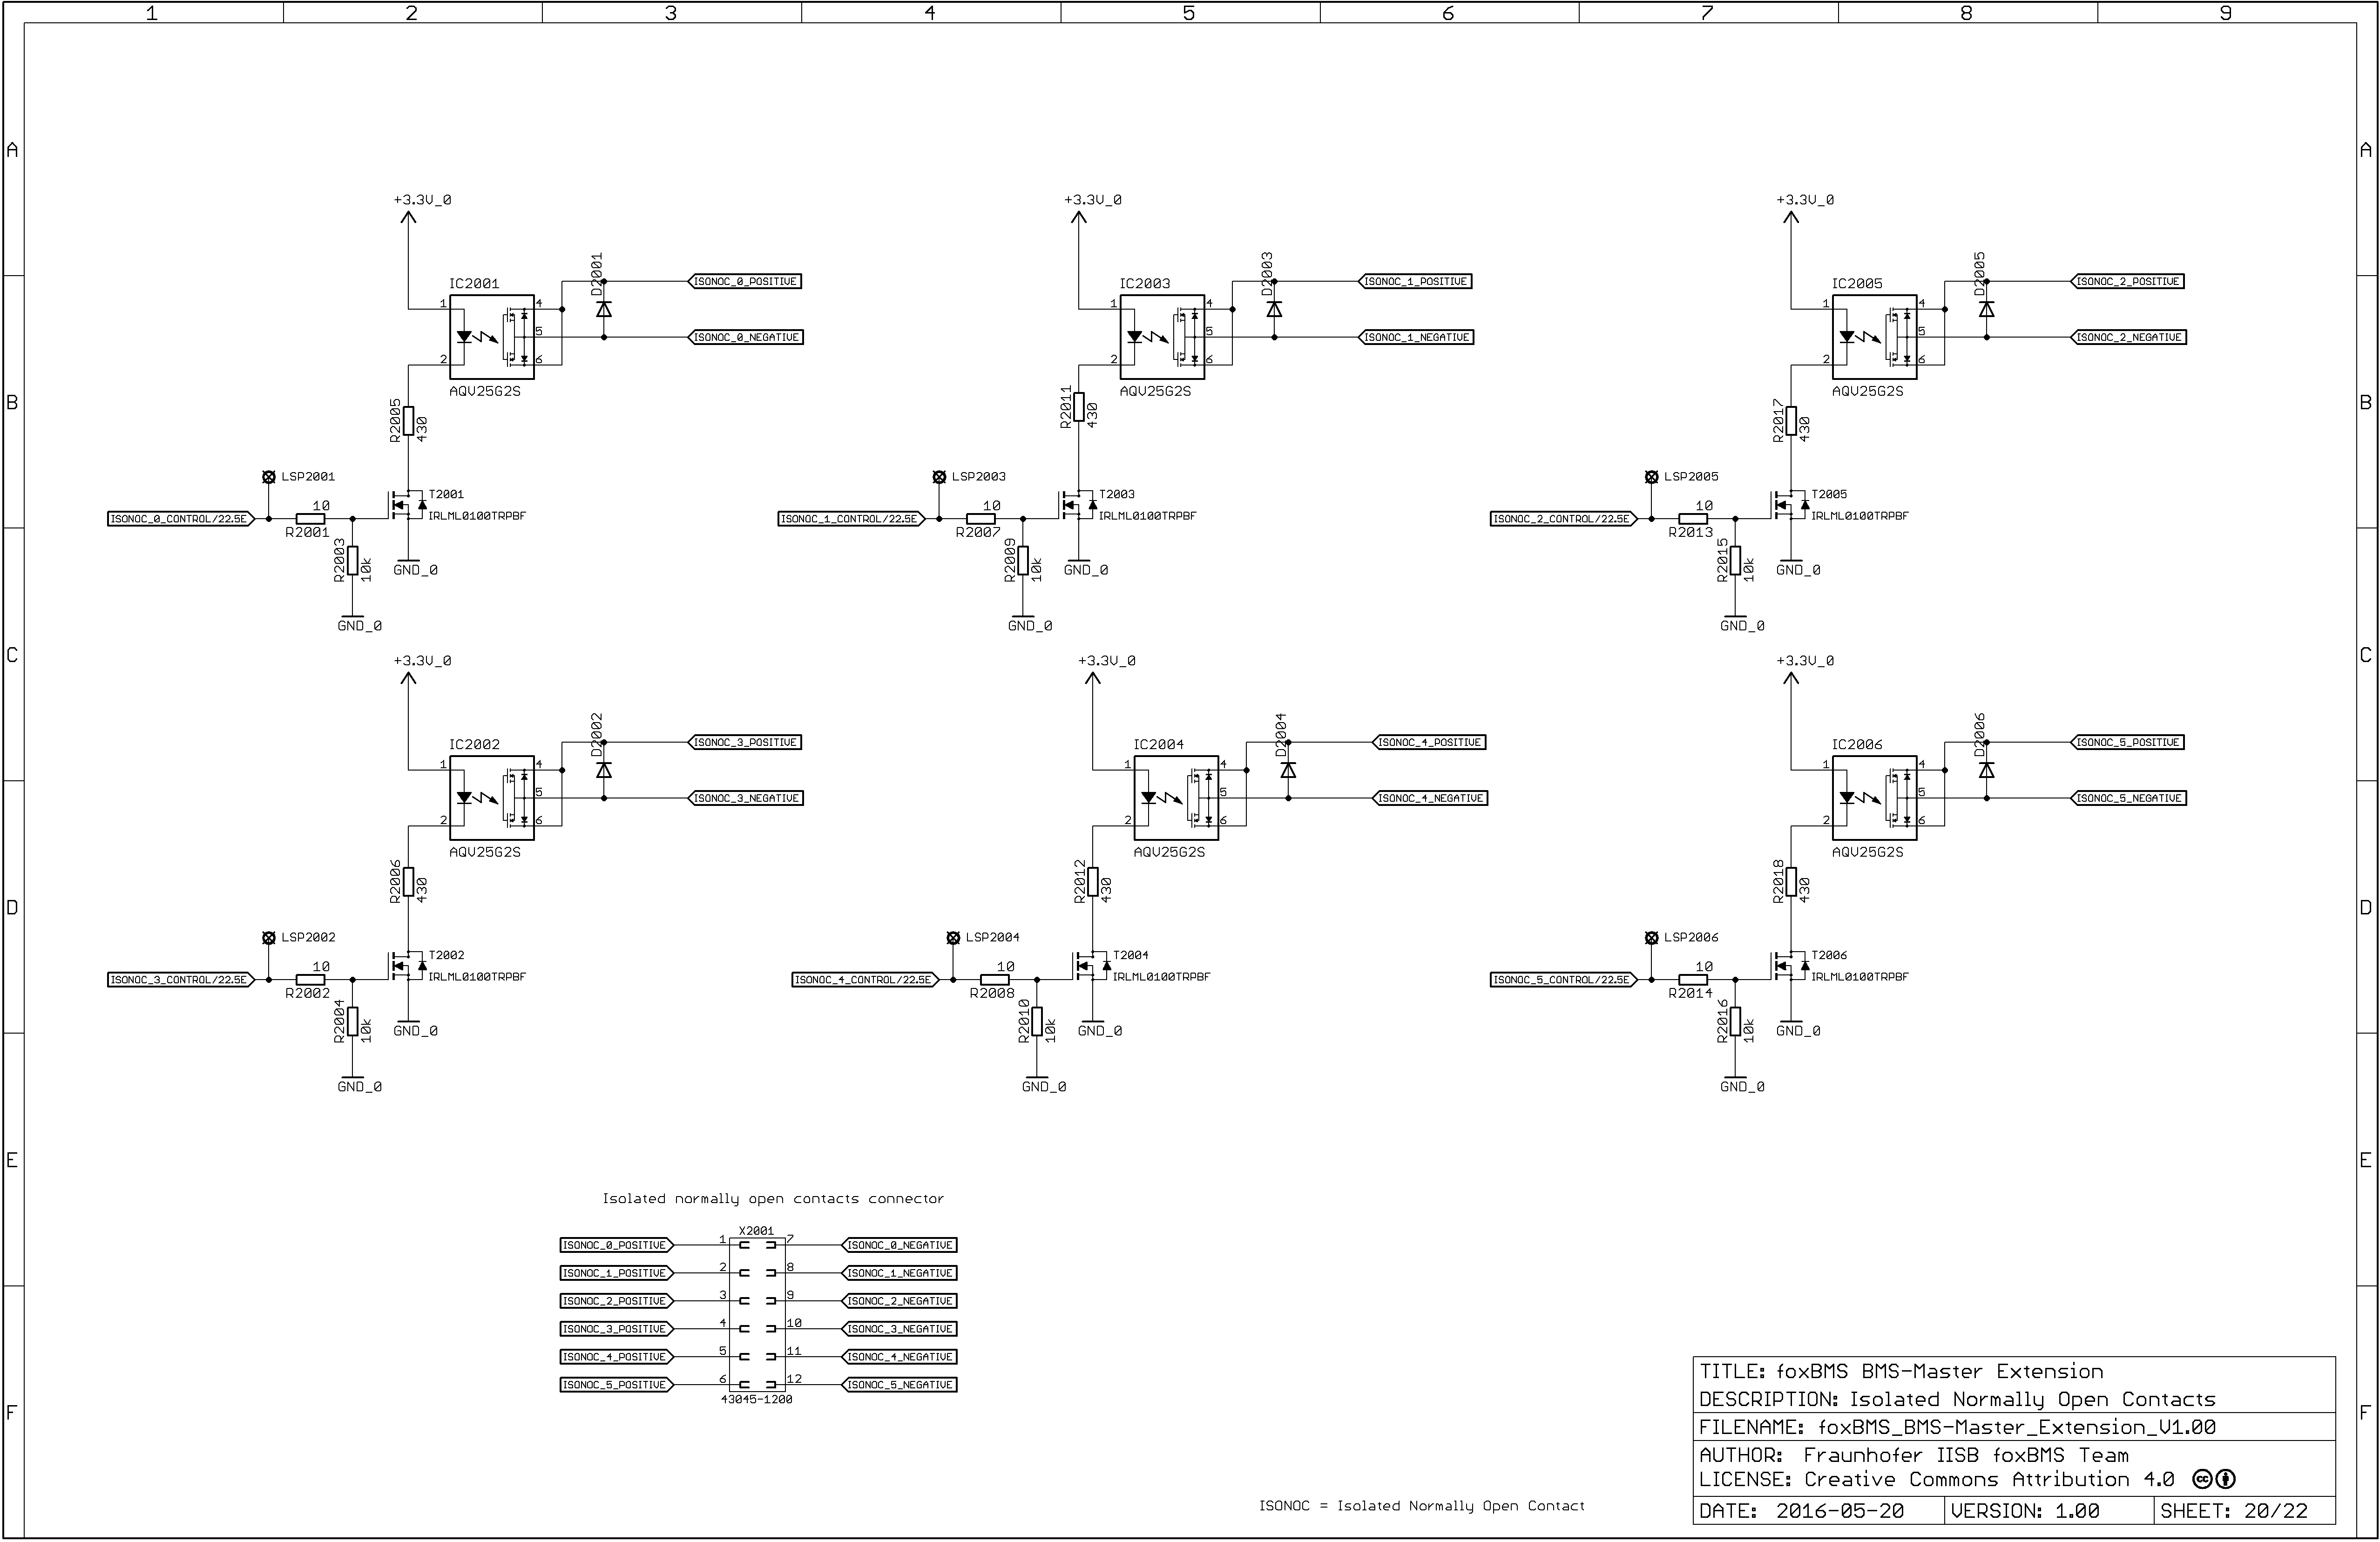 1 2 3 4 5 6 7 8 9
A A
B B
C C
D D
E E
F F
+3.3V_0
IC2001
1
2
4
5
6
AQV25G2S
D2001
ISONOC_0_POSITIVE
ISONOC_0_NEGATIVE
R2005
430
LSP2001
ISONOC_0_CONTROL/22.5E
10
R2001
R2003
10k
T2001
IRLML0100TRPBF
GND_0
GND_0
+3.3V_0
IC2003
1
2
4
5
6
AQV25G2S
D2003
ISONOC_1_POSITIVE
ISONOC_1_NEGATIVE
R2011
430
LSP2003
ISONOC_1_CONTROL/22.5E
10
R2007
R2009
10k
T2003
IRLML0100TRPBF
GND_0
GND_0
+3.3V_0
IC2005
1
2
4
5
6
AQV25G2S
D2005
ISONOC_2_POSITIVE
ISONOC_2_NEGATIVE
R2017
430
LSP2005
ISONOC_2_CONTROL/22.5E
10
R2013
R2015
10k
T2005
IRLML0100TRPBF
GND_0
GND_0
+3.3V_0
IC2002
1
2
4
5
6
AQV25G2S
D2002
ISONOC_3_POSITIVE
ISONOC_3_NEGATIVE
R2006
430
LSP2002
ISONOC_3_CONTROL/22.5E
10
R2002
R2004
10k
T2002
IRLML0100TRPBF
GND_0
GND_0
+3.3V_0
IC2004
1
2
4
5
6
AQV25G2S
D2004
ISONOC_4_POSITIVE
ISONOC_4_NEGATIVE
R2012
430
LSP2004
ISONOC_4_CONTROL/22.5E
10
R2008
R2010
10k
T2004
IRLML0100TRPBF
GND_0
GND_0
+3.3V_0
IC2006
1
2
4
5
6
AQV25G2S
D2006
ISONOC_5_POSITIVE
ISONOC_5_NEGATIVE
R2018
430
LSP2006
ISONOC_5_CONTROL/22.5E
10
R2014
R2016
10k
T2006
IRLML0100TRPBF
GND_0
GND_0
Isolated normally open contacts connector
X2001
ISONOC_0_POSITIVE 1 7 ISONOC_0_NEGATIVE
ISONOC_1_POSITIVE 2 8 ISONOC_1_NEGATIVE
ISONOC_2_POSITIVE 3 9 ISONOC_2_NEGATIVE
ISONOC_3_POSITIVE 4 10 ISONOC_3_NEGATIVE
ISONOC_4_POSITIVE 5 11 ISONOC_4_NEGATIVE
ISONOC_5_POSITIVE 6 12 ISONOC_5_NEGATIVE
43045-1200
ISONOC = Isolated Normally Open Contact
TITLE: foxBMS BMS-Master Extension
DESCRIPTION: Isolated Normally Open Contacts
FILENAME: foxBMS_BMS-Master_Extension_V1.00
AUTHOR: Fraunhofer IISB foxBMS Team
LICENSE: Creative Commons Attribution 4.0 cc
DATE: 2016-05-20 VERSION: 1.00 SHEET: 20/22